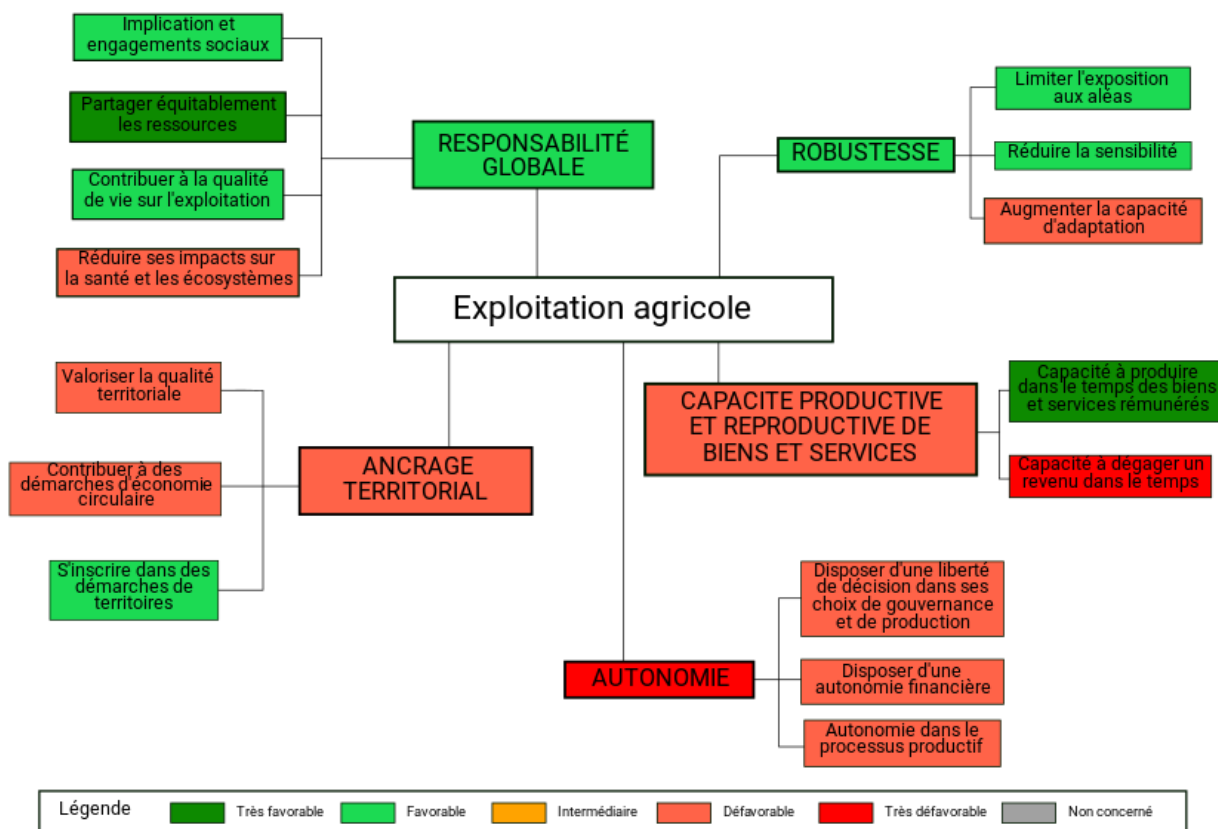 Implication et
engagements sociaux
Partager équitablement
les ressources
Contribuer à la qualité
de vie sur l'exploitation
Réduire ses impacts sur
la santé et les écosystèmes
RESPONSABILITÉ
GLOBALE
ROBUSTESSE
Limiter l'exposition
aux aléas
Réduire la sensibilité
Augmenter la capacité
d'adaptation
Exploitation agricole
Valoriser la qualité
territoriale
Contribuer à des
démarches d'économie
circulaire
S'inscrire dans des
démarches de
territoires
ANCRAGE
TERRITORIAL
CAPACITE PRODUCTIVE
ET REPRODUCTIVE DE
BIENS ET SERVICES
Capacité à produire
dans le temps des biens
et services rémunérés
Capacité à dégager un
revenu dans le temps
AUTONOMIE
Disposer d'une liberté
de décision dans ses
choix de gouvernance
et de production
Disposer d'une
autonomie financière
Autonomie dans le
processus productif
Légende
Très favorable
Favorable
Intermédiaire
Défavorable
Très défavorable
Non concerné